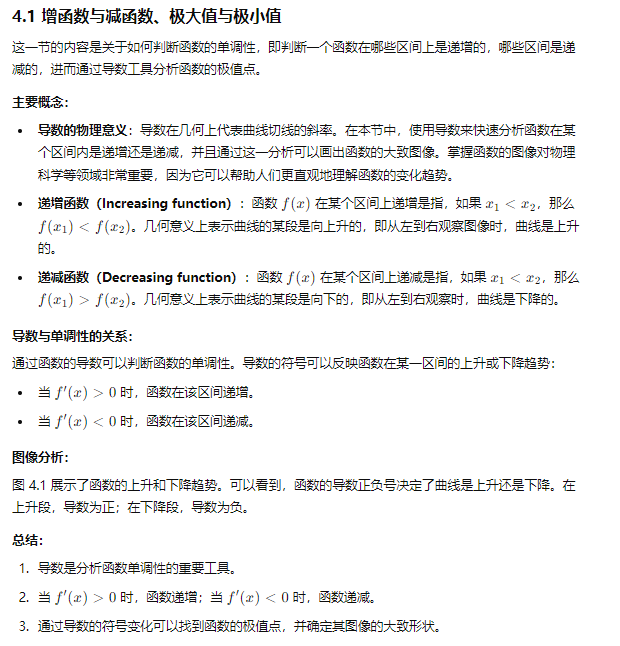 4.1 增函数与减函数、极大值与极小值
这一节的内容是关于如何判断函数的单调性，即判断一个函数在哪些区间上是递增的，哪些区间是递
减的，进而通过导数工具分析函数的极值点。
主要概念：
• 导数的物理意义：导数在几何上代表曲线切线的斜率。在本节中，使用导数来快速分析函数在某
个区间内是递增还是递减，并且通过这一分析可以画出函数的大致图像。掌握函数的图像对物理
科学等领域非常重要，因为它可以帮助人们更直观地理解函数的变化趋势。
• 递增函数（Increasing function）：函数 f(x) 在某个区间上递增是指，如果 x₁ < x₂，那么
f(x₁) < f(x₂)。几何意义上表示曲线的某段是向上升的，即从左到右观察图像时，曲线是上升
的。
• 递减函数（Decreasing function）：函数 f(x) 在某个区间上递减是指，如果 x₁ < x₂，那么
f(x₁) > f(x₂)。几何意义上表示曲线的某段是向下的，即从左到右观察时，曲线是下降的。
导数与单调性的关系：
通过函数的导数可以判断函数的单调性。导数的符号可以反映函数在某一区间的上升或下降趋势：
• 当 f′(x) > 0 时，函数在该区间递增。
• 当 f′(x) < 0 时，函数在该区间递减。
图像分析：
图 4.1 展示了函数的上升和下降趋势。可以看到，函数的导数正负号决定了曲线是上升还是下降。在
上升段，导数为正；在下降段，导数为负。
总结：
1. 导数是分析函数单调性的重要工具。
2. 当 f′(x) > 0 时，函数递增；当 f′(x) < 0 时，函数递减。
3. 通过导数的符号变化可以找到函数的极值点，并确定其图像的大致形状。